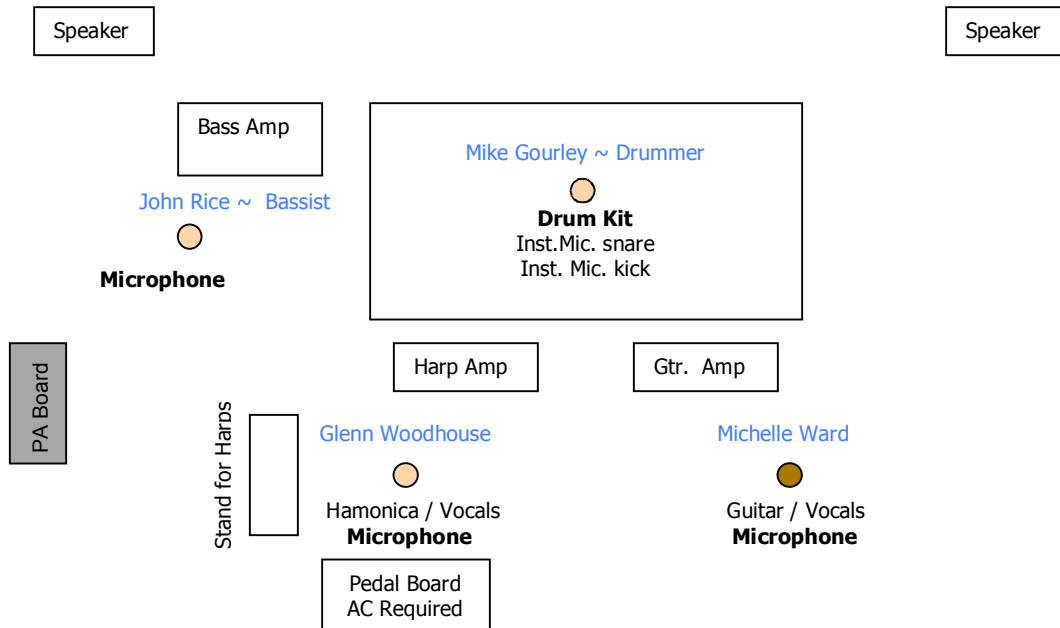 Speaker
Speaker
Bass Amp
Mike Gourley ~ Drummer
John Rice ~ Bassist
Drum Kit
Inst.Mic. snare
Inst. Mic. kick
Microphone
PA Board
Harp Amp
Gtr. Amp
Stand for Harps
Glenn Woodhouse
Michelle Ward
Hamonica / Vocals
Microphone
Guitar / Vocals
Microphone
Pedal Board
AC Required